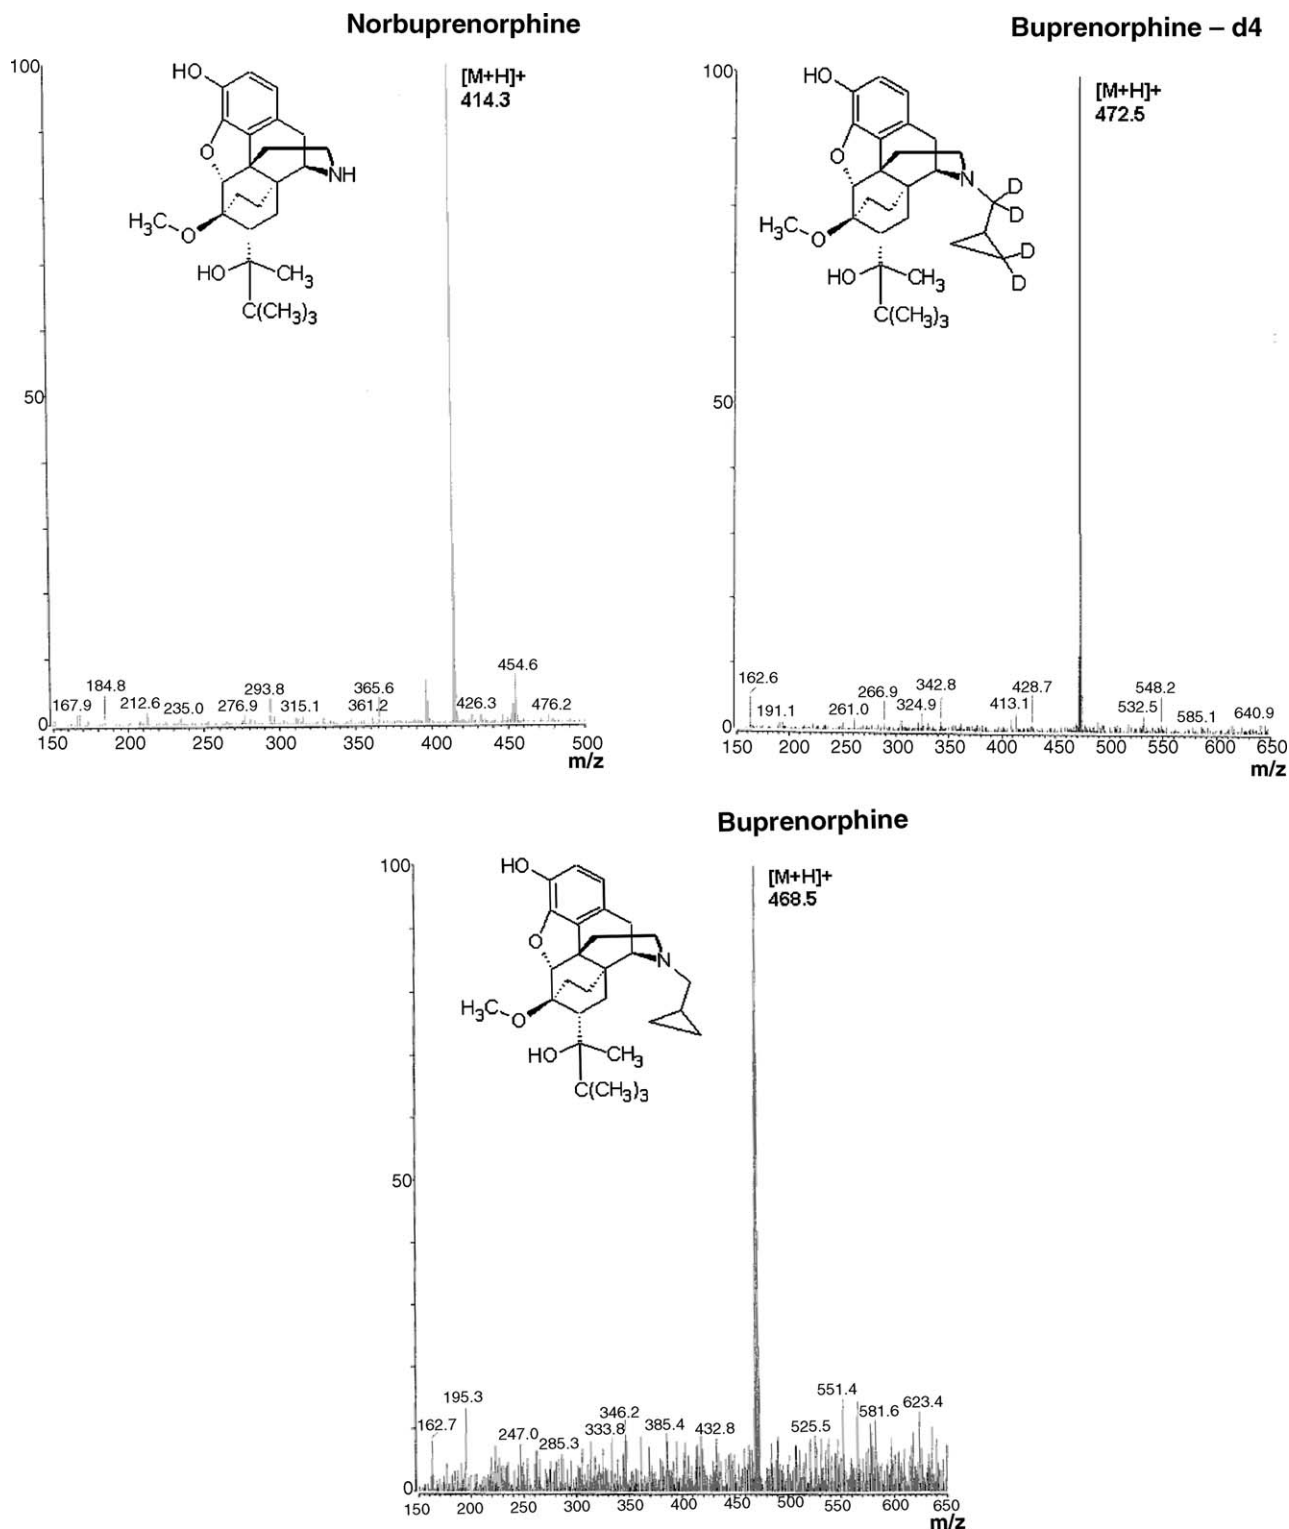 Norbuprenorphine
100
50
0
HO
O
NH
H3C
O
HO
CH3
C(CH3)3
[M+H]+
414.3
167.9
184.8
212.6
235.0
276.9
293.8
315.1
361.2
365.6
426.3
454.6
476.2
150 200 250 300 350 400 450 500
m/z
Buprenorphine – d4
100
50
0
HO
O
N
D
D
D
D
H3C
O
HO
CH3
C(CH3)3
[M+H]+
472.5
162.6
191.1
261.0
266.9
324.9
342.8
413.1
428.7
532.5
548.2
585.1
640.9
150 200 250 300 350 400 450 500 550 600 650
m/z
Buprenorphine
100
50
0
HO
O
N
H3C
O
HO
CH3
C(CH3)3
[M+H]+
468.5
162.7
195.3
247.0
285.3
333.8
346.2
385.4
432.8
525.5
551.4
581.6
623.4
150 200 250 300 350 400 460 500 550 600 650
m/z